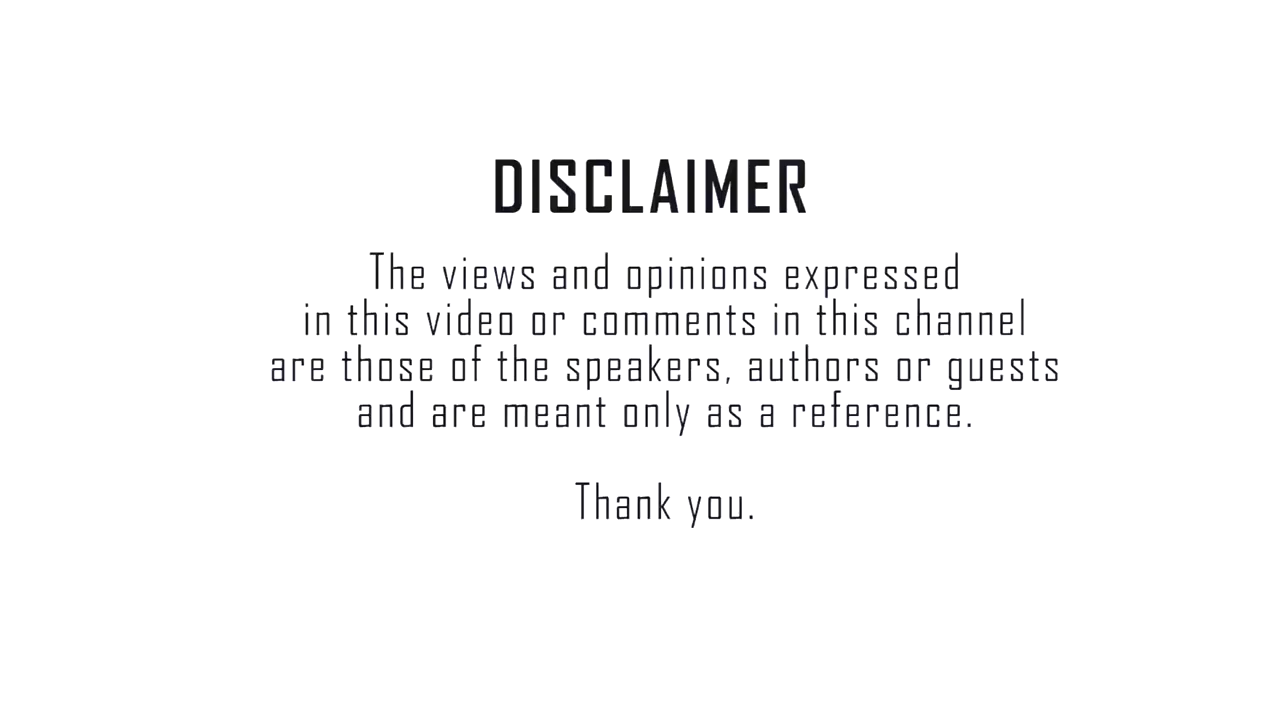 DISCLAIMER
The views and opinions expressed
in this video or comments in this channel
are those of the speakers, authors or guests
and are meant only as a reference.
Thank you.